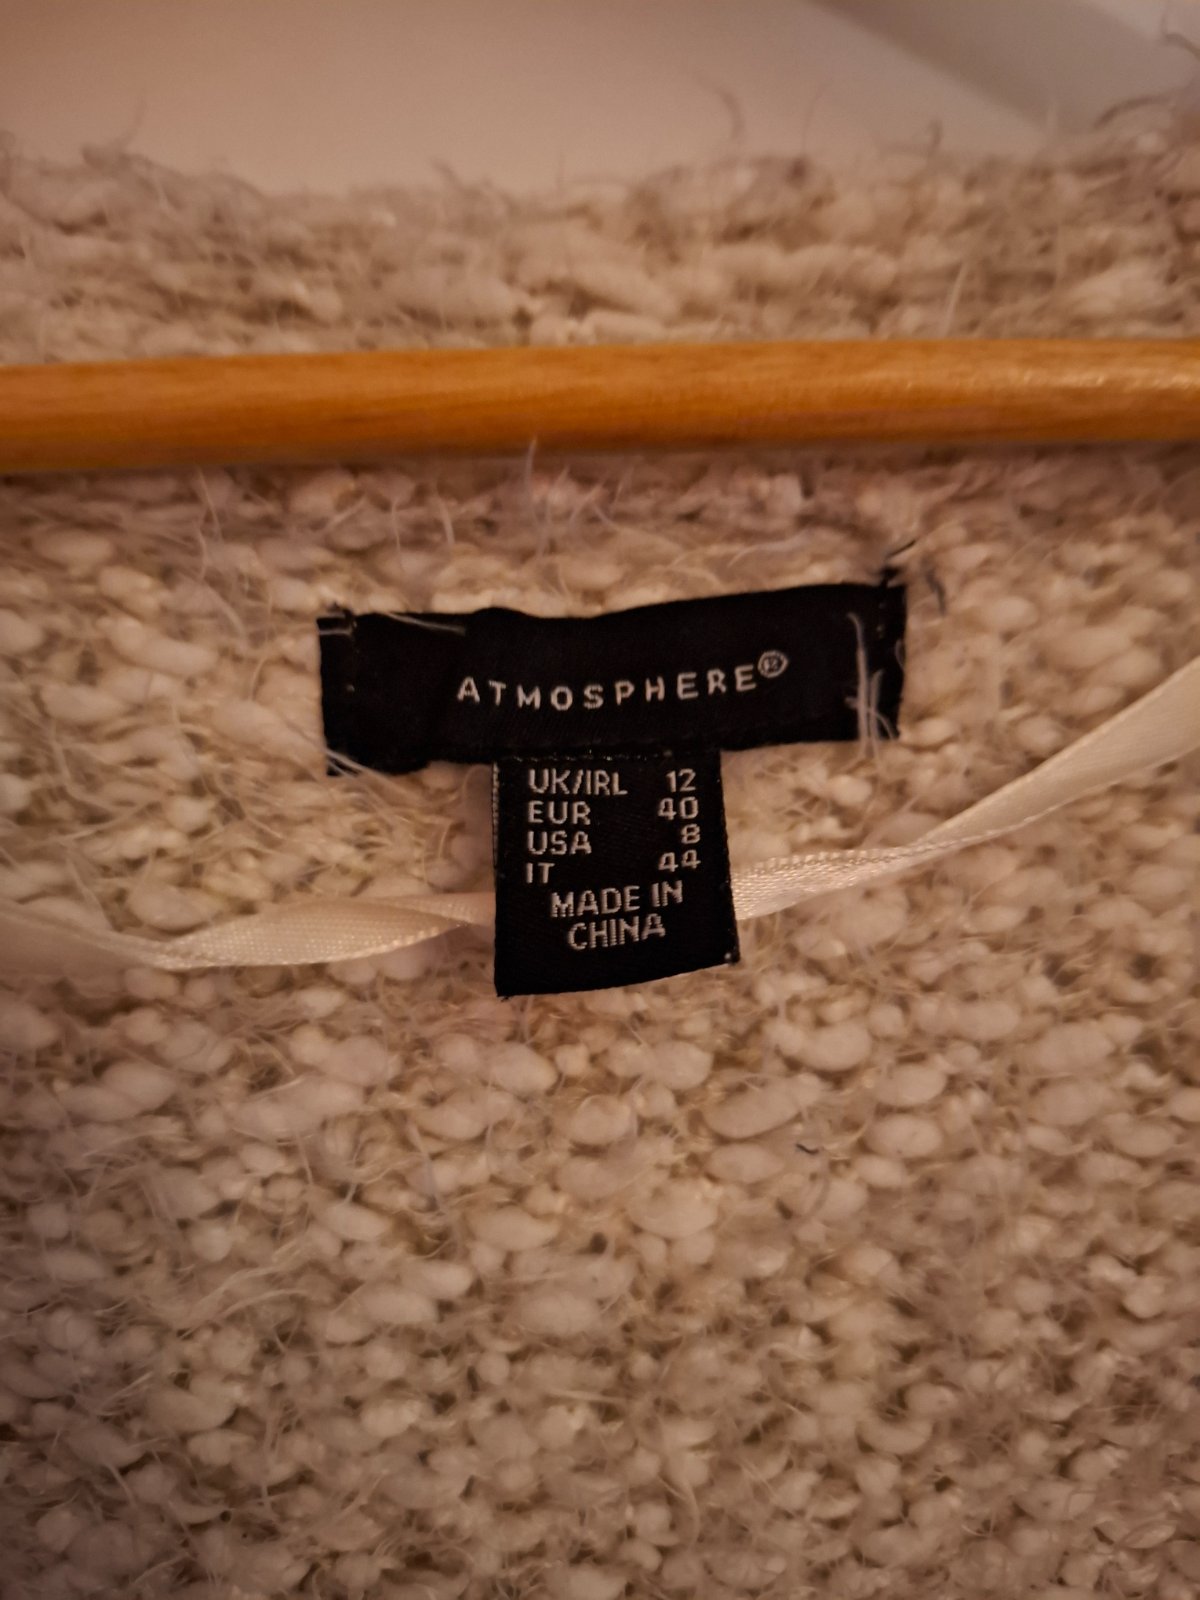 ATMOSPHERE®
UK/IRL 12
EUR 40
USA 8
IT 44
MADE IN
CHINA